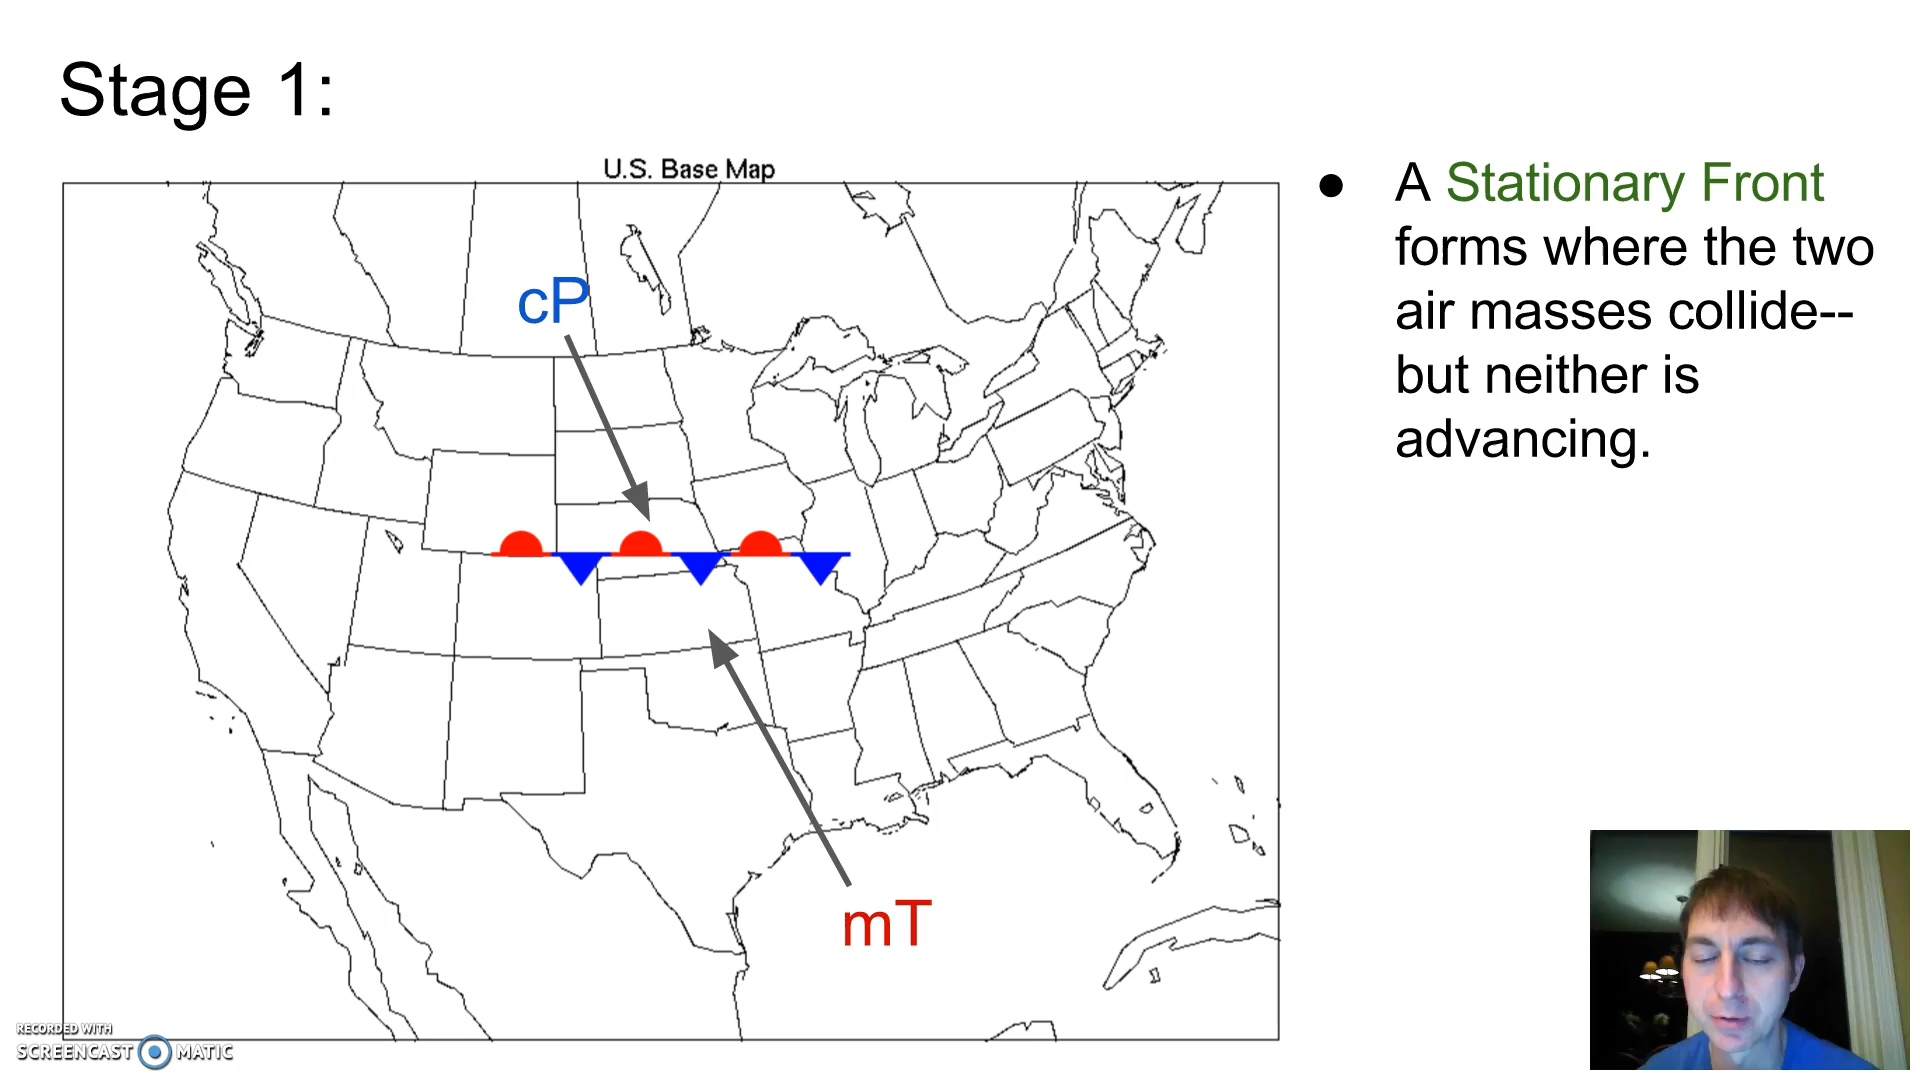 Stage 1:
U.S. Base Map
● A Stationary Front
forms where the two
air masses collide--
but neither is
advancing.
cP
mT
RECORDED WITH
SCREENCAST MATIC